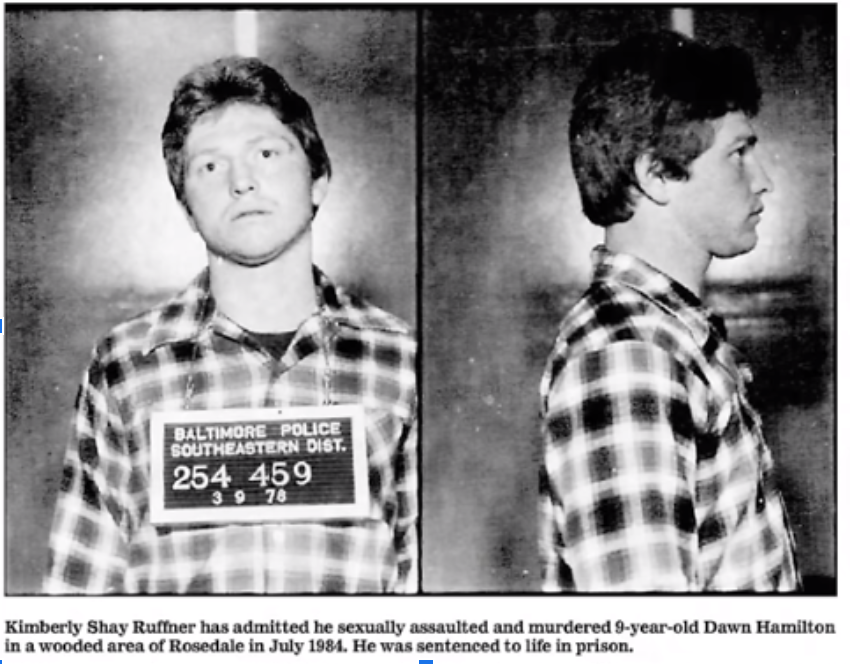 BALTIMORE POLICE
SOUTHEASTERN DIST.
254 459
3 9 78
Kimberly Shay Ruffner has admitted he sexually assaulted and murdered 9-year-old Dawn Hamilton
in a wooded area of Rosedale in July 1984. He was sentenced to life in prison.